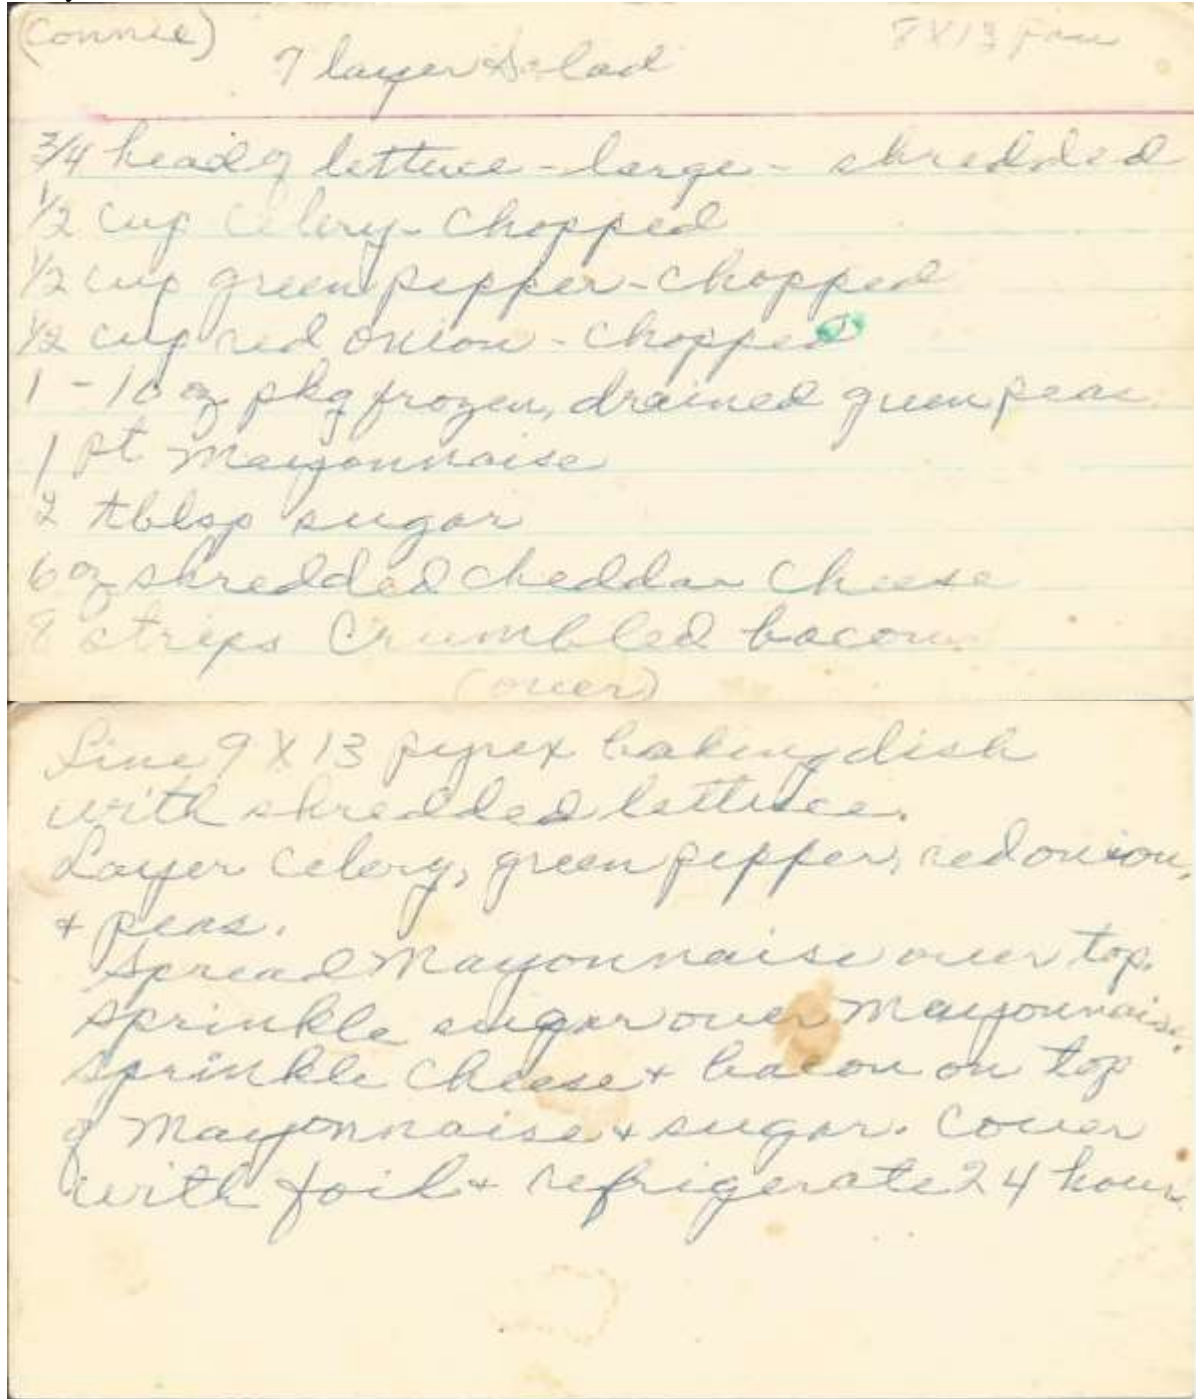 (Connie)
9 X 13 pan
7 layer Salad
3/4 head of lettuce - large - shredded
1/2 cup Celery - Chopped
1/2 cup green pepper - chopped
1/2 cup red onion - chopped
1 - 10 oz pkg frozen, drained green peas
1 pt Mayonnaise
2 tblsp sugar
6 oz shredded cheddar Cheese
8 strips Crumbled bacon
(over)
Line 9 X 13 pyrex baking dish
with shredded lettuce.
Layer Celery, green pepper, red onion,
+ peas.
Spread Mayonnaise over top.
Sprinkle sugar over Mayonnaise.
Sprinkle Cheese + bacon on top
of Mayonnaise + sugar. Cover
with foil + refrigerate 24 hours.